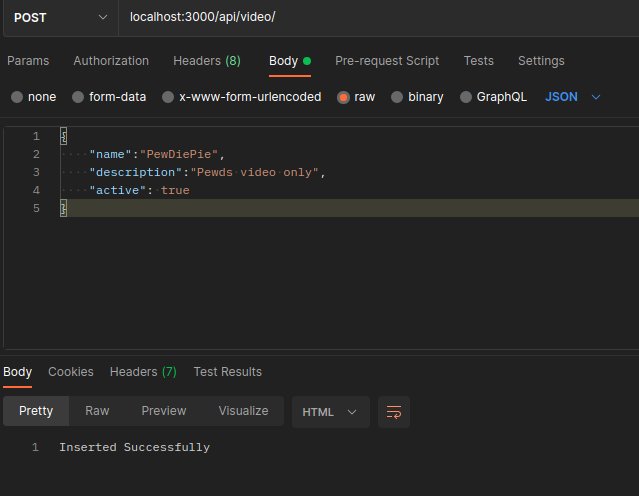 POST localhost:3000/api/video/
Params Authorization Headers (8) Body Pre-request Script Tests Settings
none form-data x-www-form-urlencoded raw binary GraphQL JSON
1 {
2 "name":"PewDiePie",
3 "description":"Pewds video only",
4 "active": true
5 }
Body Cookies Headers (7) Test Results
Pretty Raw Preview Visualize HTML
1 Inserted Successfully